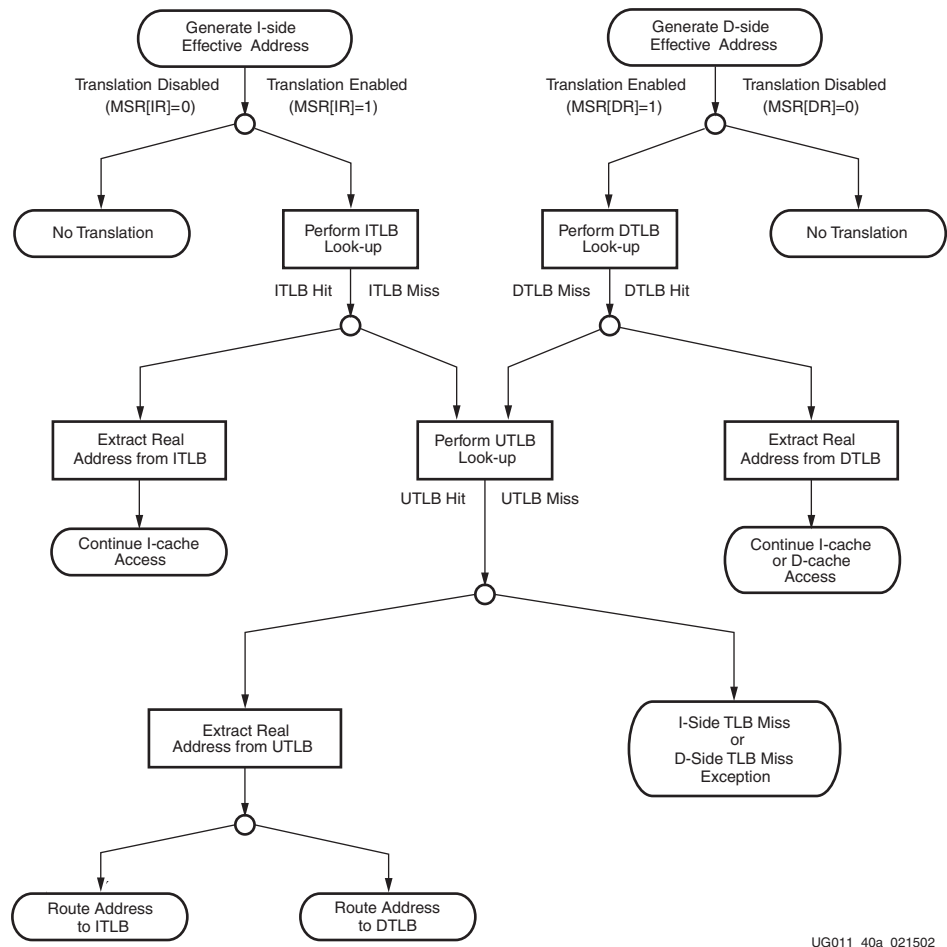 Generate I-side
Effective Address
Generate D-side
Effective Address
Translation Disabled
(MSR[IR]=0)
Translation Enabled
(MSR[IR]=1)
Translation Enabled
(MSR[DR]=1)
Translation Disabled
(MSR[DR]=0)
No Translation
Perform ITLB
Look-up
Perform DTLB
Look-up
No Translation
ITLB Hit
ITLB Miss
DTLB Miss
DTLB Hit
Extract Real
Address from ITLB
Perform UTLB
Look-up
Extract Real
Address from DTLB
UTLB Hit
UTLB Miss
Continue I-cache
Access
Continue I-cache
or D-cache
Access
Extract Real
Address from UTLB
I-Side TLB Miss
or
D-Side TLB Miss
Exception
Route Address
to ITLB
Route Address
to DTLB
UG011_40a_021502